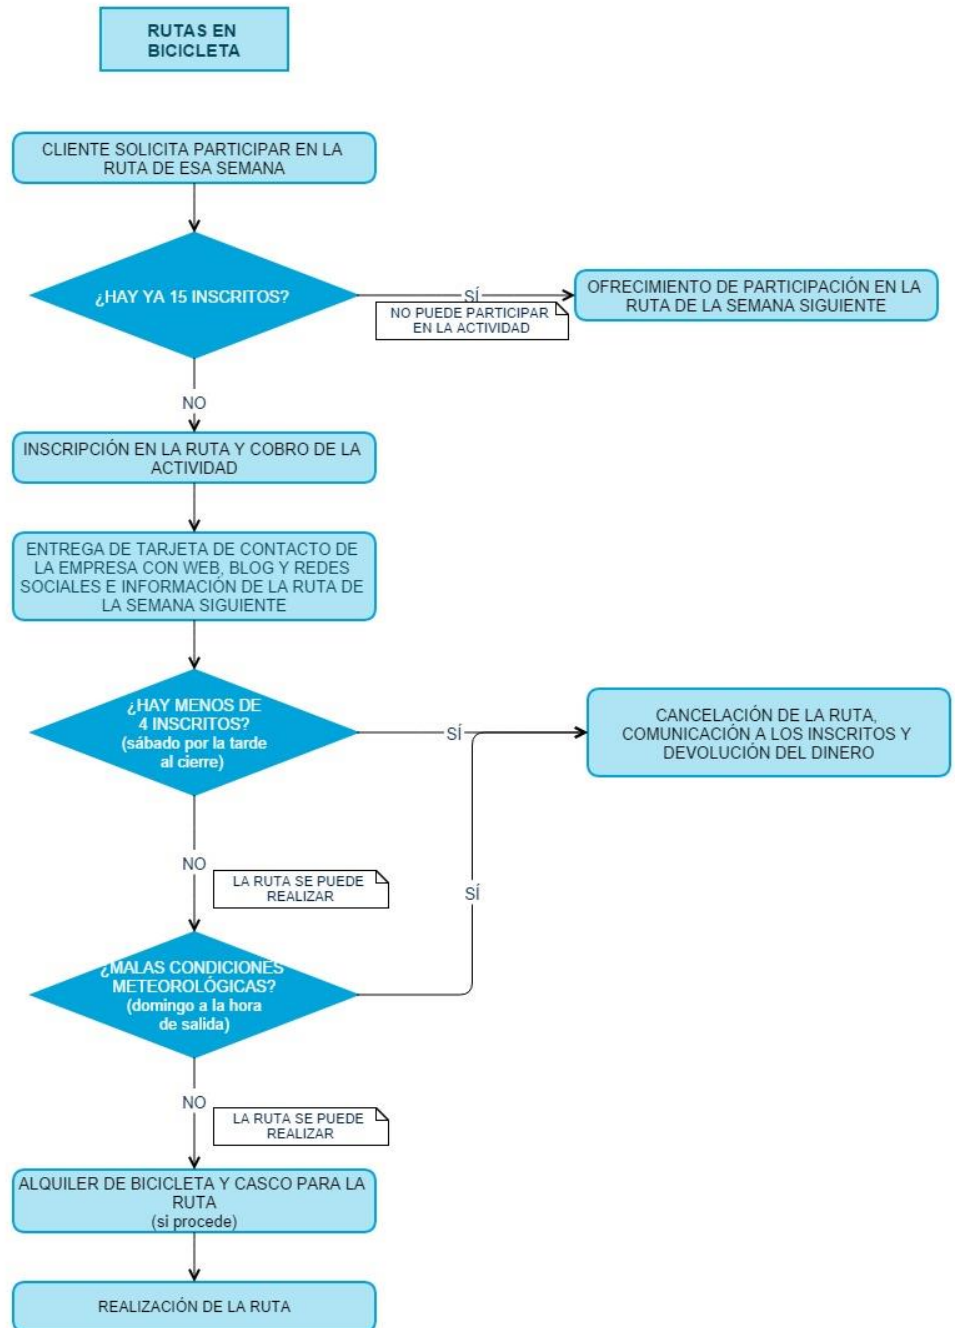 RUTAS EN
BICICLETA
CLIENTE SOLICITA PARTICIPAR EN LA
RUTA DE ESA SEMANA
¿HAY YA 15 INSCRITOS?
SÍ
NO PUEDE PARTICIPAR
EN LA ACTIVIDAD
OFRECIMIENTO DE PARTICIPACIÓN EN LA
RUTA DE LA SEMANA SIGUIENTE
NO
INSCRIPCIÓN EN LA RUTA Y COBRO DE LA
ACTIVIDAD
ENTREGA DE TARJETA DE CONTACTO DE
LA EMPRESA CON WEB, BLOG Y REDES
SOCIALES E INFORMACIÓN DE LA RUTA DE
LA SEMANA SIGUIENTE
¿HAY MENOS DE
4 INSCRITOS?
(sábado por la tarde
al cierre)
SÍ
CANCELACIÓN DE LA RUTA,
COMUNICACIÓN A LOS INSCRITOS Y
DEVOLUCIÓN DEL DINERO
NO
LA RUTA SE PUEDE
REALIZAR
SÍ
¿MALAS CONDICIONES
METEOROLÓGICAS?
(domingo a la hora
de salida)
NO
LA RUTA SE PUEDE
REALIZAR
ALQUILER DE BICICLETA Y CASCO PARA LA
RUTA
(si procede)
REALIZACIÓN DE LA RUTA